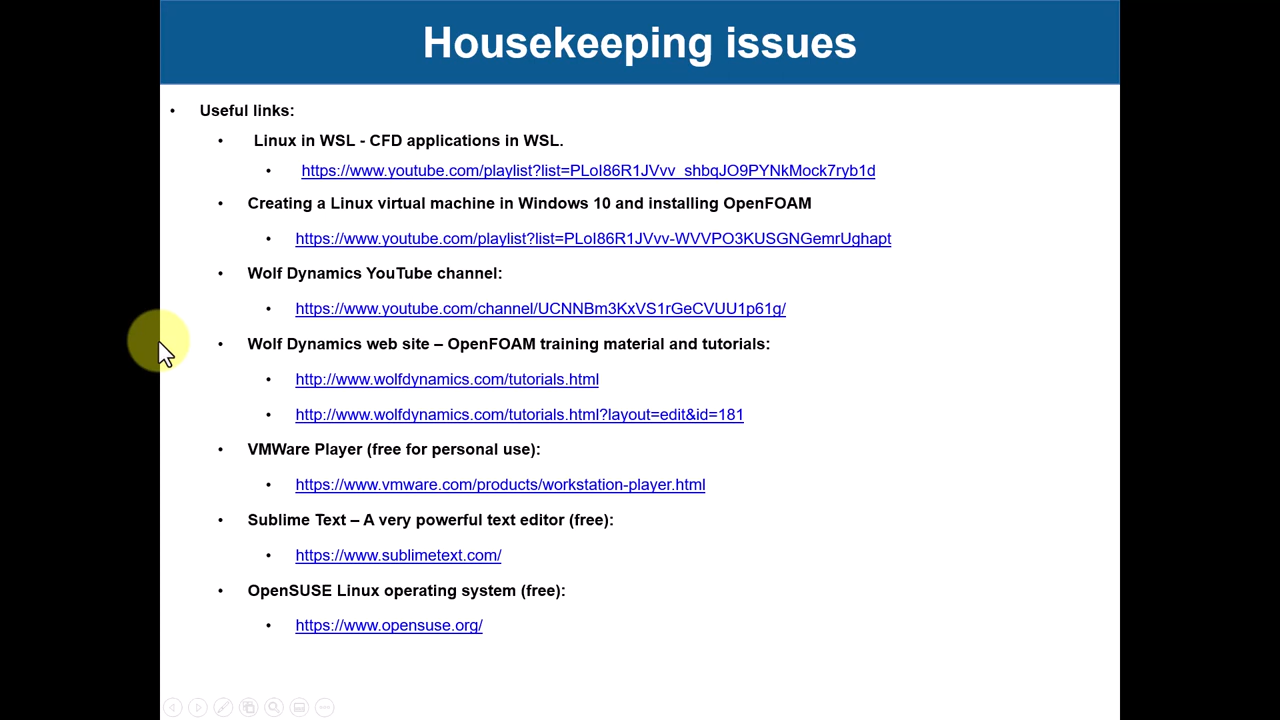 Housekeeping issues
• Useful links:
• Linux in WSL - CFD applications in WSL.
• https://www.youtube.com/playlist?list=PLoI86R1JVvv_shbqJO9PYNkMock7ryb1d
• Creating a Linux virtual machine in Windows 10 and installing OpenFOAM
• https://www.youtube.com/playlist?list=PLoI86R1JVvv-WVVPO3KUSGNGemrUghapt
• Wolf Dynamics YouTube channel:
• https://www.youtube.com/channel/UCNNBm3KxVS1rGeCVUU1p61g/
• Wolf Dynamics web site – OpenFOAM training material and tutorials:
• http://www.wolfdynamics.com/tutorials.html
• http://www.wolfdynamics.com/tutorials.html?layout=edit&id=181
• VMWare Player (free for personal use):
• https://www.vmware.com/products/workstation-player.html
• Sublime Text – A very powerful text editor (free):
• https://www.sublimetext.com/
• OpenSUSE Linux operating system (free):
• https://www.opensuse.org/